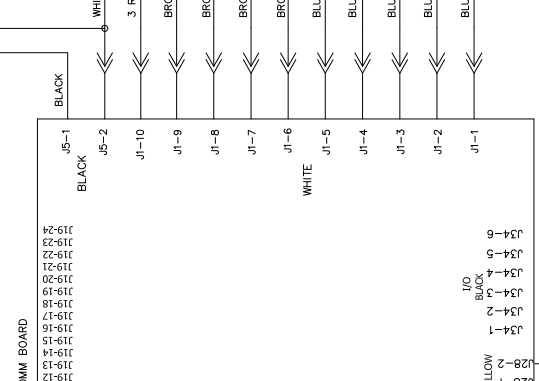 BLACK
J5-1
J5-2
J1-10
J1-9
J1-8
J1-7
J1-6
J1-5
J1-4
J1-3
J1-2
J1-1
BLACK
WHITE
J19-24
J19-23
J19-22
J19-21
J19-20
J19-19
J19-18
J19-17
J19-16
J19-15
J19-14
J19-13
J19-12
J34-6
J34-5
J34-4
J34-3
J34-2
J34-1
I/O
BLACK
J28-2
BOARD